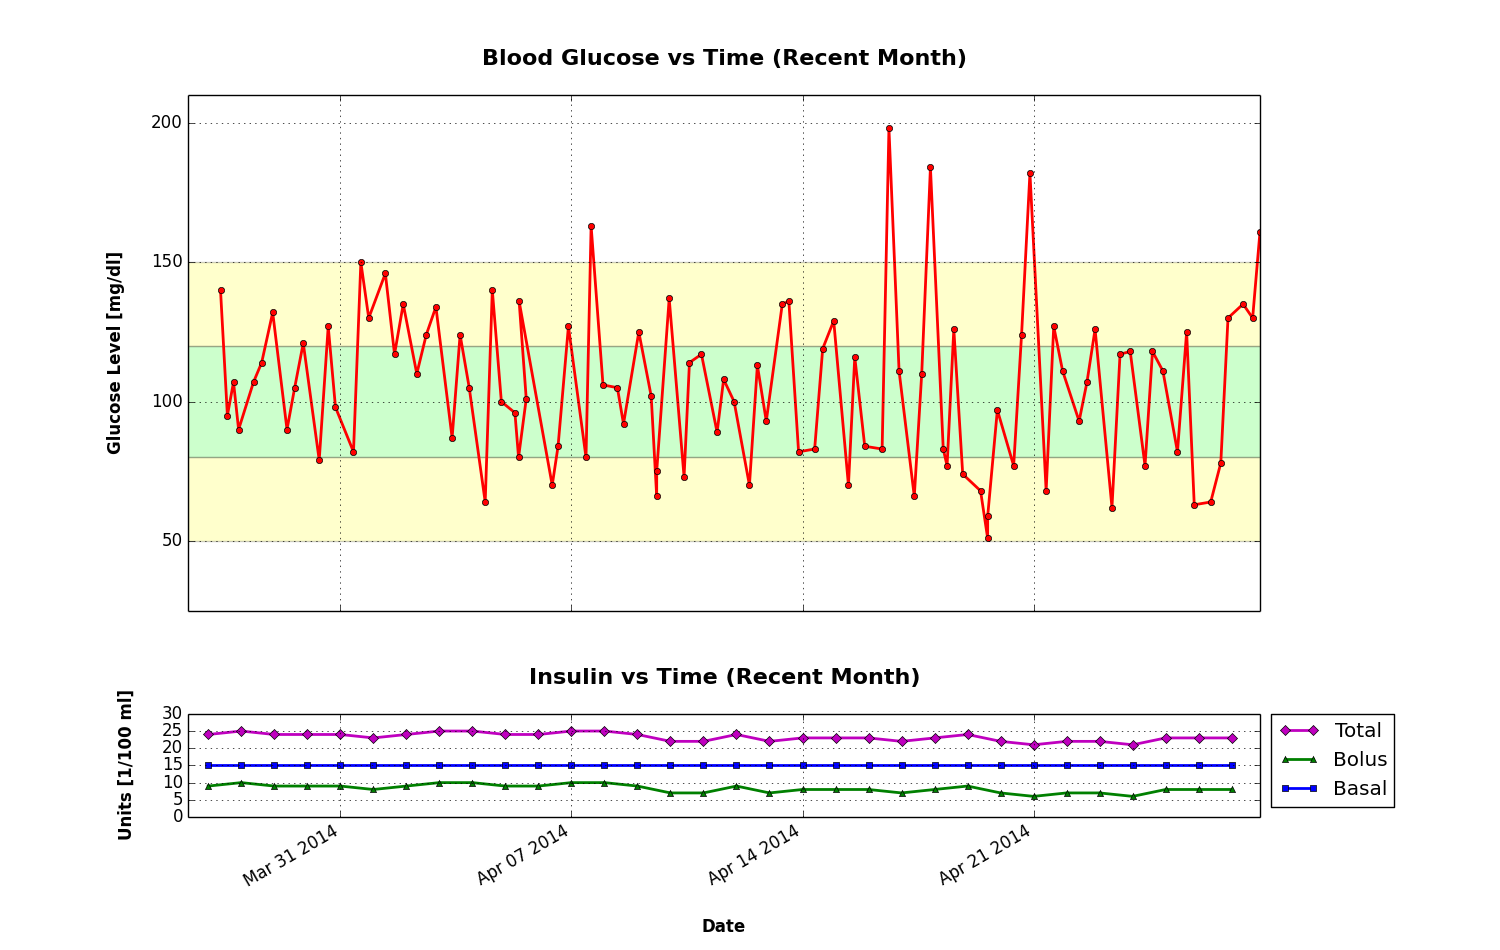 Blood Glucose vs Time (Recent Month)
Glucose Level [mg/dl]
200
150
100
50
Insulin vs Time (Recent Month)
Units [1/100 ml]
30
25
20
15
10
5
0
Total
Bolus
Basal
Mar 31 2014
Apr 07 2014
Apr 14 2014
Apr 21 2014
Date